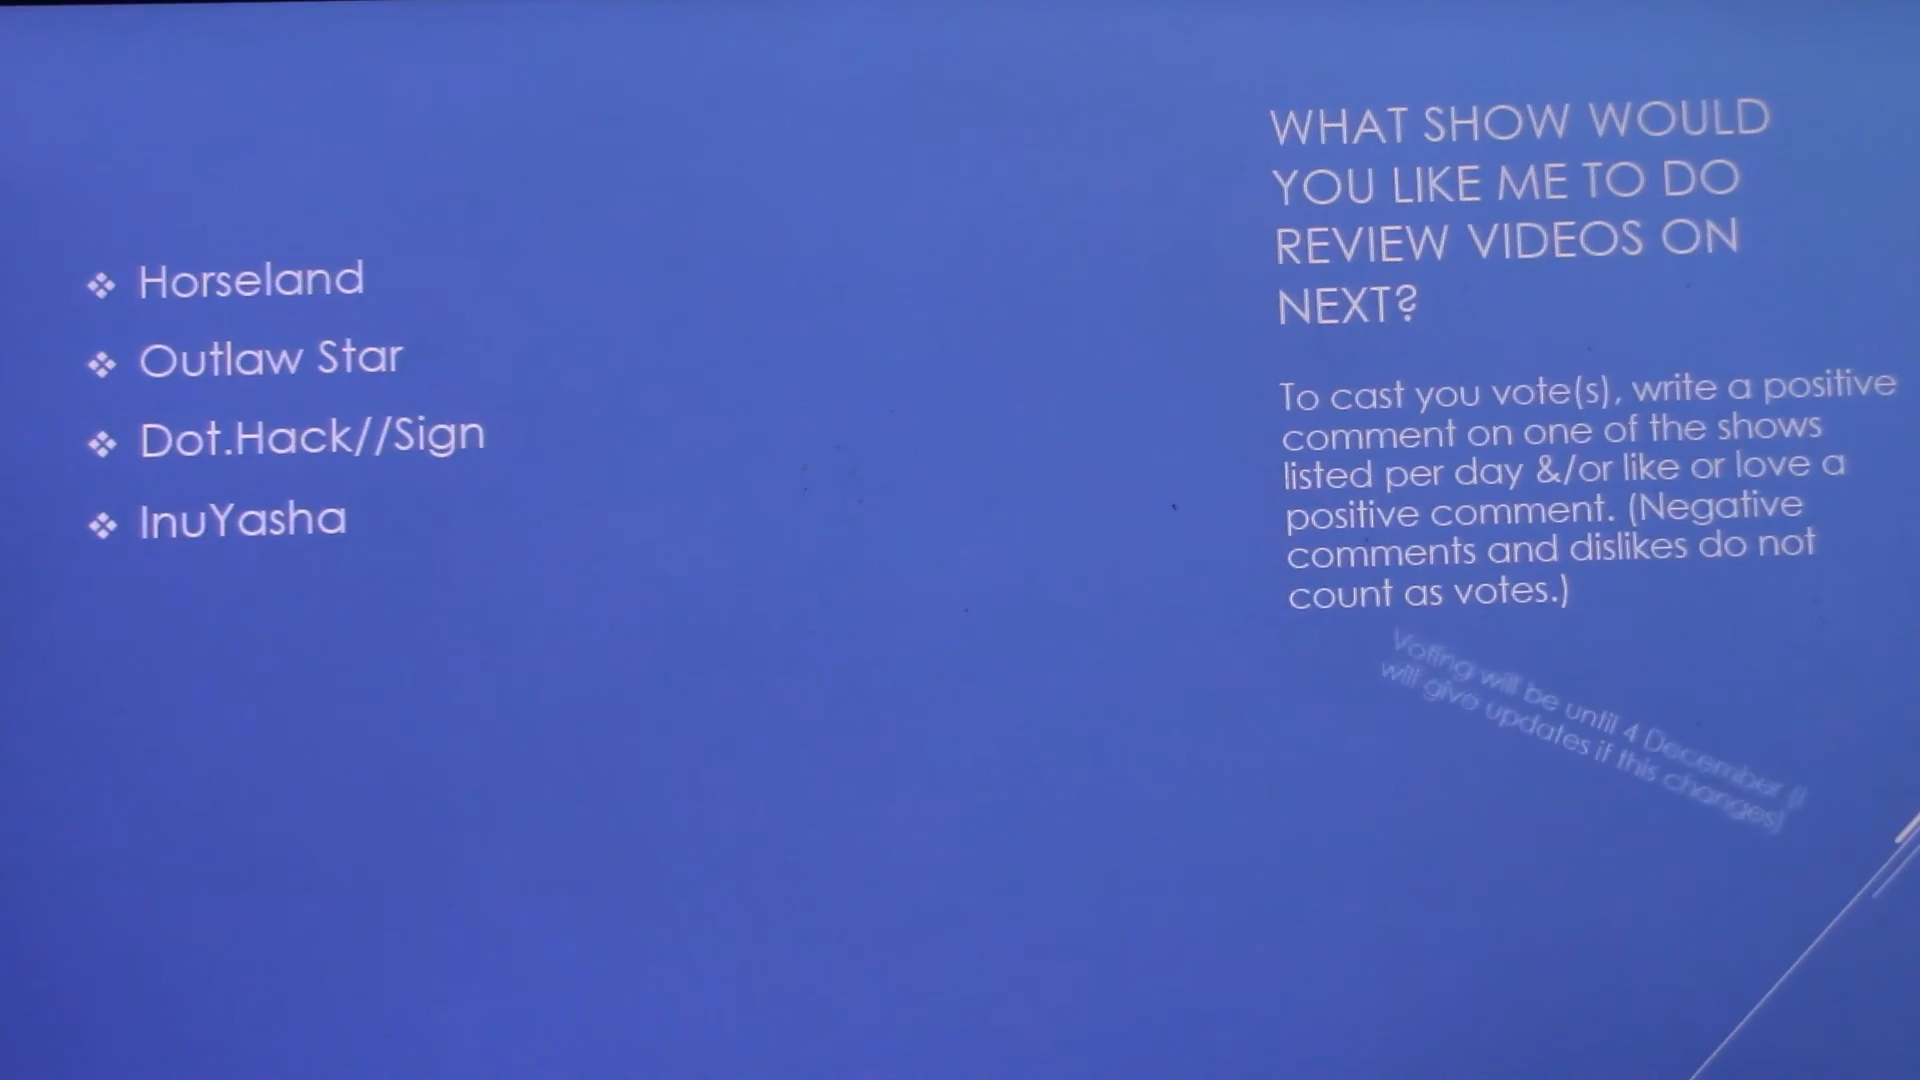 Horseland
Outlaw Star
Dot.Hack//Sign
InuYasha
WHAT SHOW WOULD
YOU LIKE ME TO DO
REVIEW VIDEOS ON
NEXT?
To cast you vote(s), write a positive
comment on one of the shows
listed per day &/or like or love a
positive comment. (Negative
comments and dislikes do not
count as votes.)
Voting will be until 4 December (I
will give updates if this changes)